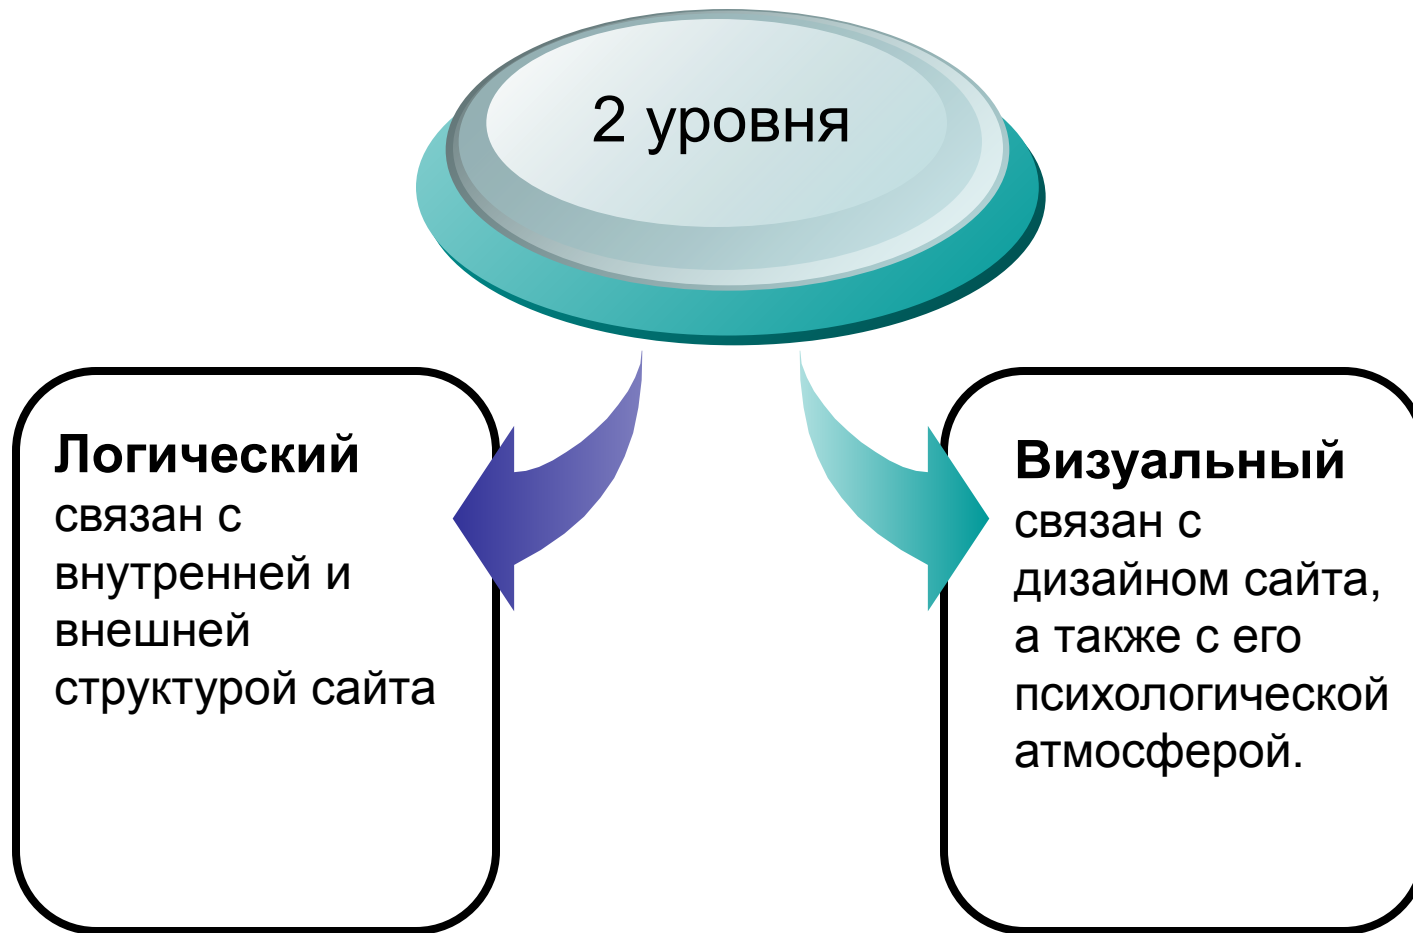 2 уровня
Логический
связан с
внутренней и
внешней
структурой сайта
Визуальный
связан с
дизайном сайта,
а также с его
психологической
атмосферой.